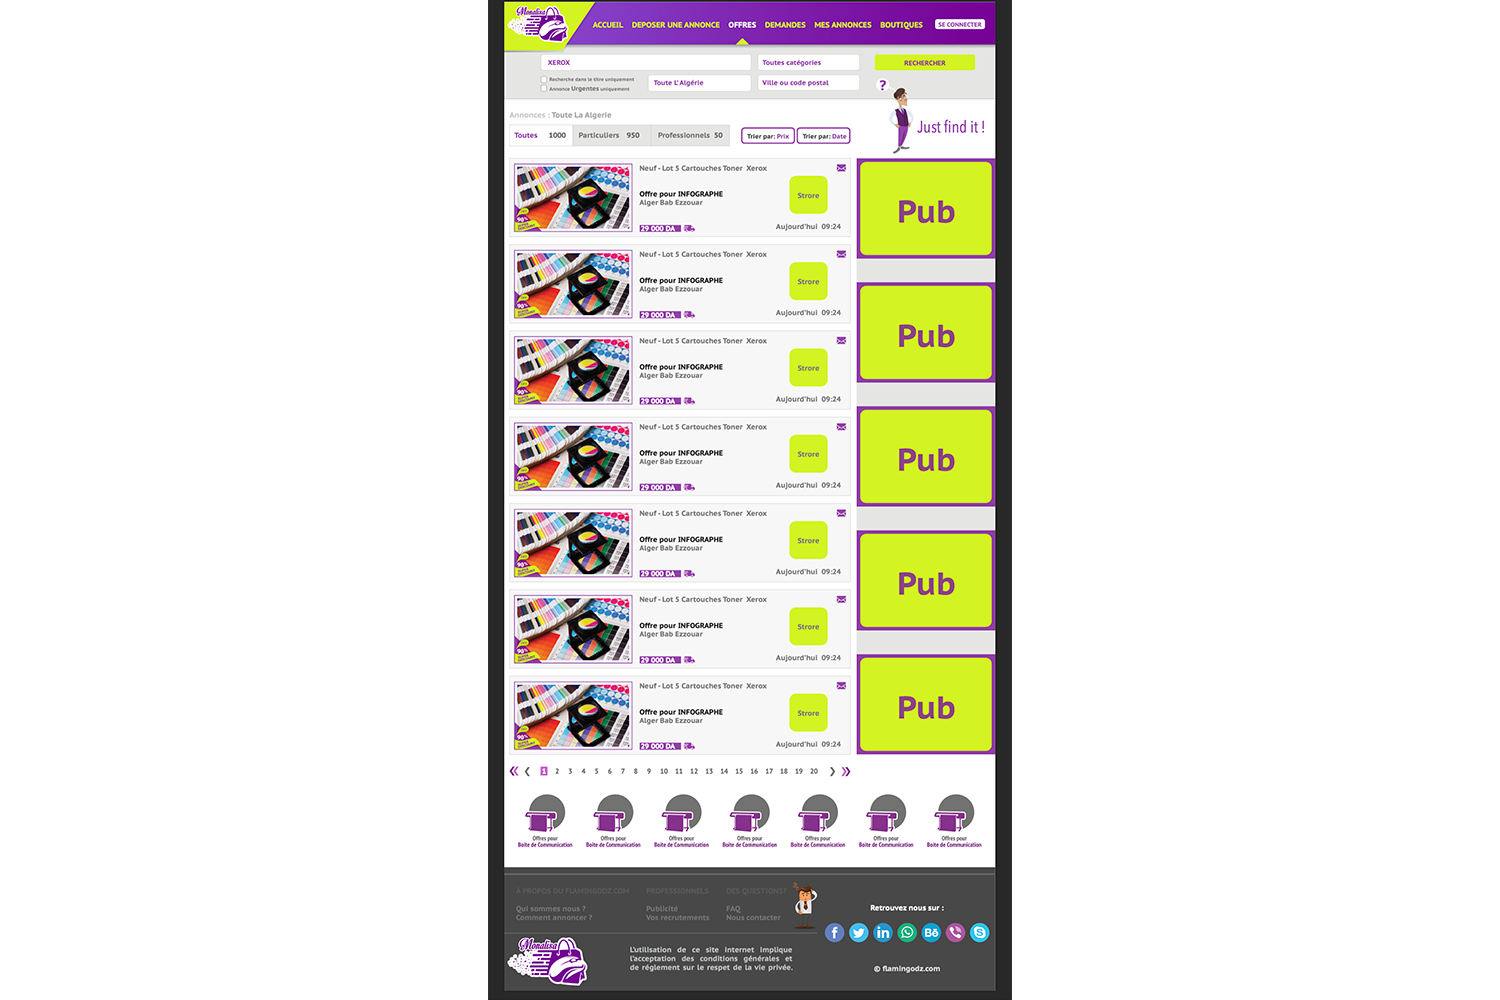 Monalisa
ACCUEIL DEPOSER UNE ANNONCE OFFRES DEMANDES MES ANNONCES BOUTIQUES SE CONNECTER
XEROX Toutes catégories RECHERCHER
Recherche dans le titre uniquement
Annonce Urgentes uniquement
Toute L' Algérie Ville ou code postal
?
Just find it !
Annonces : Toute La Algerie
Toutes 1000 Particuliers 950 Professionnels 50 Trier par: Prix Trier par: Date
Neuf - Lot 5 Cartouches Toner Xerox
Offre pour INFOGRAPHE
Alger Bab Ezzouar
Strore
90%
29 000 DA Aujourd'hui 09:24
Pub
Neuf - Lot 5 Cartouches Toner Xerox
Offre pour INFOGRAPHE
Alger Bab Ezzouar
Strore
90%
29 000 DA Aujourd'hui 09:24
Pub
Neuf - Lot 5 Cartouches Toner Xerox
Offre pour INFOGRAPHE
Alger Bab Ezzouar
Strore
90%
29 000 DA Aujourd'hui 09:24
Pub
Neuf - Lot 5 Cartouches Toner Xerox
Offre pour INFOGRAPHE
Alger Bab Ezzouar
Strore
90%
29 000 DA Aujourd'hui 09:24
Pub
Neuf - Lot 5 Cartouches Toner Xerox
Offre pour INFOGRAPHE
Alger Bab Ezzouar
Strore
90%
29 000 DA Aujourd'hui 09:24
Pub
Neuf - Lot 5 Cartouches Toner Xerox
Offre pour INFOGRAPHE
Alger Bab Ezzouar
Strore
90%
29 000 DA Aujourd'hui 09:24
Neuf - Lot 5 Cartouches Toner Xerox
Offre pour INFOGRAPHE
Alger Bab Ezzouar
Strore
90%
29 000 DA Aujourd'hui 09:24
1 2 3 4 5 6 7 8 9 10 11 12 13 14 15 16 17 18 19 20
Offres pour Offres pour Offres pour Offres pour Offres pour Offres pour Offres pour
Boite de Communication Boite de Communication Boite de Communication Boite de Communication Boite de Communication Boite de Communication Boite de Communication
A PROPOS DU FLAMINGODZ.COM PROFESSIONNELS DES QUESTIONS?
Qui sommes nous ? Publicité FAQ
Comment annoncer ? Vos recrutements Nous contacter
Retrouvez nous sur :
Monalisa
L'utilisation de ce site Internet implique
l'acceptation des conditions générales et
de réglement sur le respet de la vie privée.
© flamingodz.com